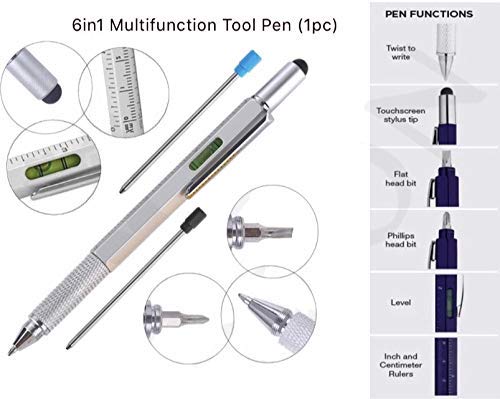 6in1 Multifunction Tool Pen (1pc)
PEN FUNCTIONS
Twist to
write
Touchscreen
stylus tip
Flat
head bit
Phillips
head bit
Level
Inch and
Centimeter
Rulers